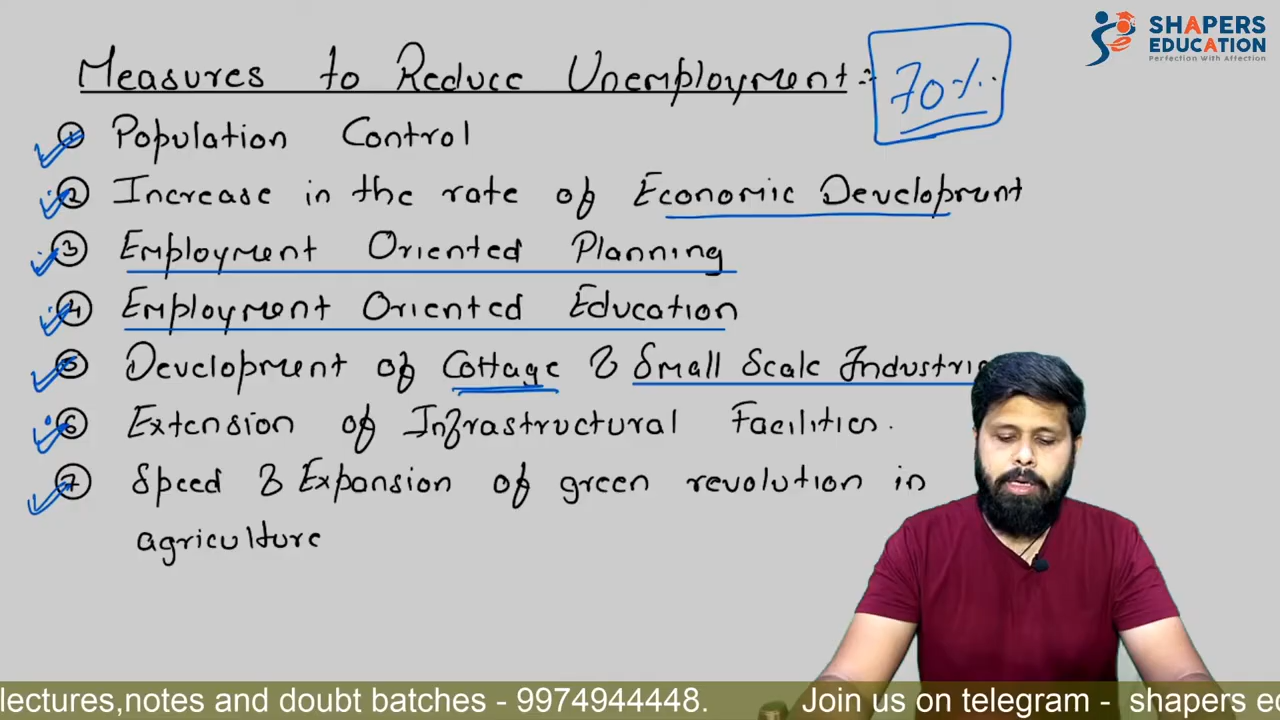 SHAPERS
EDUCATION
Perfection With Affection
Measures to Reduce Unemployment :-
70%
① Population Control
② Increase in the rate of Economic Development
③ Employment Oriented Planning
④ Employment Oriented Education
⑤ Development of Cottage & Small Scale Industri
⑥ Extension of Infrastructural Facilities.
⑦ Speed & Expansion of green revolution in
agriculture
lectures,notes and doubt batches - 9974944448. Join us on telegram - shapers ed